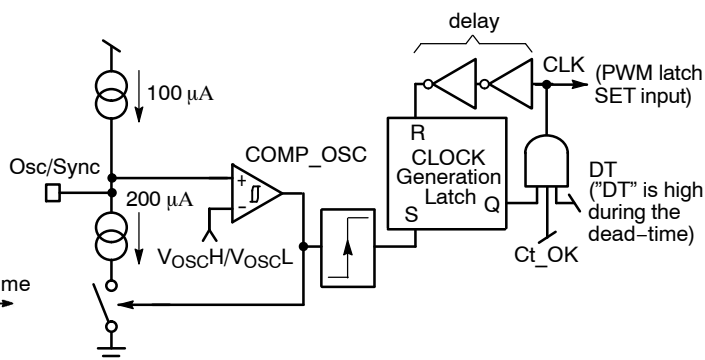 delay
CLK
(PWM latch
SET input)
100 µA
R
CLOCK
Generation
Latch
S
Q
COMP_OSC
Osc/Sync
+
−
200 µA
VOSCH/VOSCL
DT
("DT" is high
during the
dead−time)
Ct_OK
me